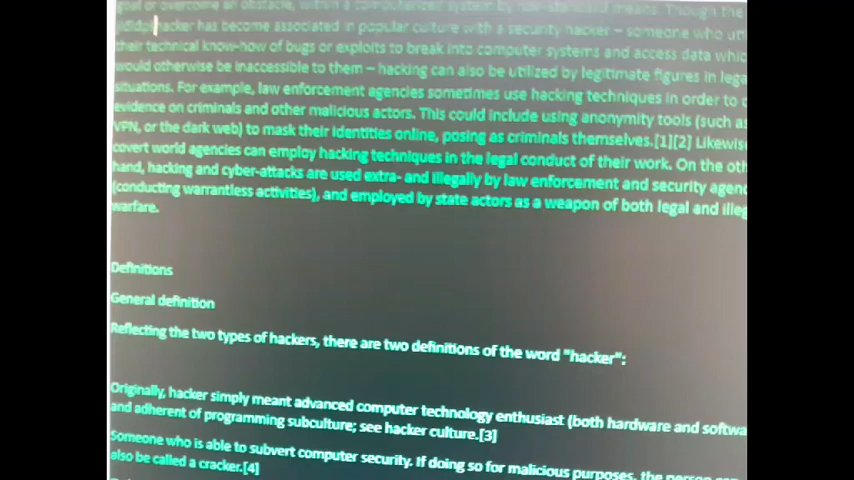 goal or overcome an obstacle, within a computerized system by non-standard means. Though the
hacker has become associated in popular culture with a security hacker – someone who
their technical know-how of bugs or exploits to break into computer systems and access data
would otherwise be inaccessible to them – hacking can also be utilized by legitimate figures in
situations. For example, law enforcement agencies sometimes use hacking techniques in order to
evidence on criminals and other malicious actors. This could include using anonymity tools (such as
VPN, or the dark web) to mask their identities online, posing as criminals themselves.[1][2]
covert world agencies can employ hacking techniques in the legal conduct of their work. On the
hand, hacking and cyber-attacks are used extra- and illegally by law enforcement and security
(conducting warrantless activities), and employed by state actors as a weapon of both legal and
warfare.
Definitions
General definition
Reflecting the two types of hackers, there are two definitions of the word "hacker":
Originally, hacker simply meant advanced computer technology enthusiast (both hardware and
and adherent of programming subculture; see hacker culture.[3]
Someone who is able to subvert computer security. If doing so for malicious purposes, the person
also be called a cracker.[4]